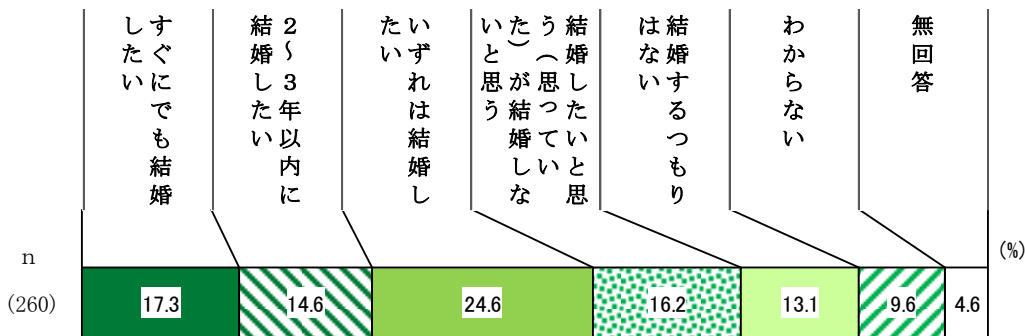 すぐにでも結婚
したい
2～3年以内に
結婚したい
いずれは結婚し
たい
結婚したいと思
う（思ってい
た）が結婚しな
いと思う
結婚するつもり
はない
わからない
無回答
(%)
n
(260)
17.3
14.6
24.6
16.2
13.1
9.6
4.6